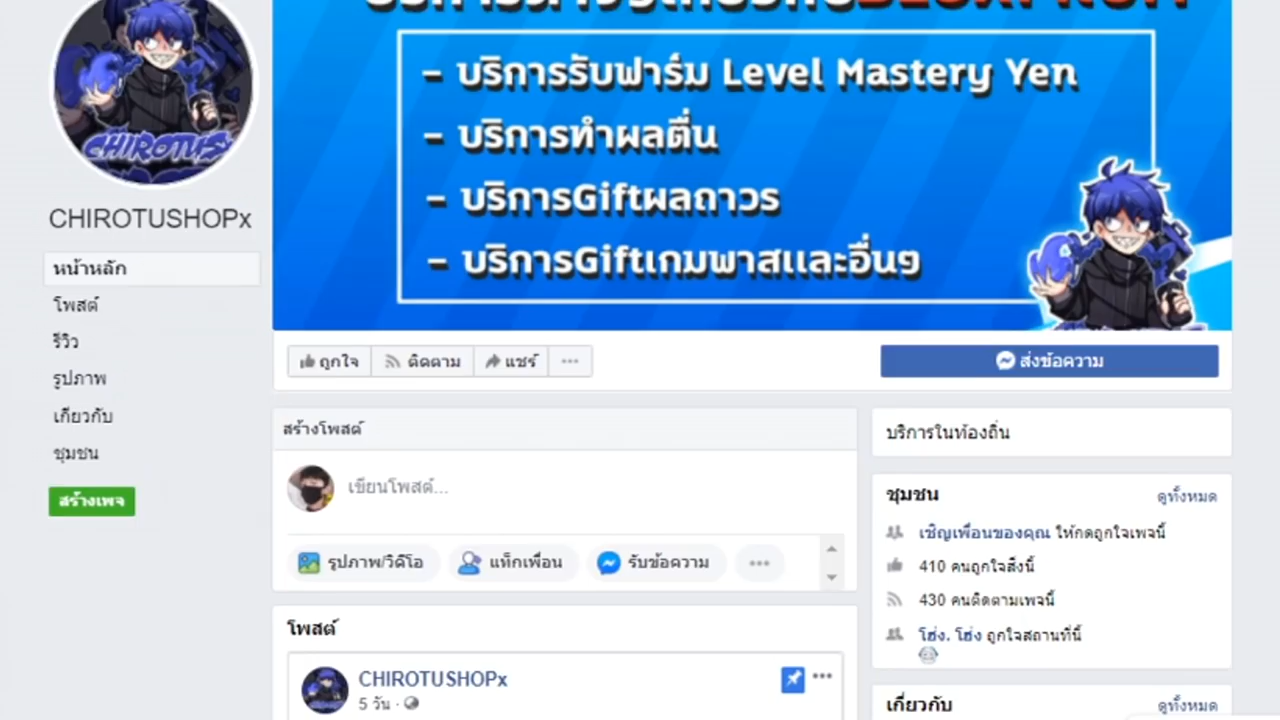 CHIROTUSX
CHIROTUSHOPx
หน้าหลัก
โพสต์
รีวิว
รูปภาพ
เกี่ยวกับ
ชุมชน
สร้างเพจ
- บริการรับฟาร์ม Level Mastery Yen
- บริการทำผลตื่น
- บริการGiftผลถาวร
- บริการGiftเกมพาสและอื่นๆ
ถูกใจ ติดตาม แชร์ ...
ส่งข้อความ
สร้างโพสต์
เขียนโพสต์...
รูปภาพ/วิดีโอ แท็กเพื่อน รับข้อความ ...
โพสต์
CHIROTUSHOPx
5 วัน ·
บริการในท้องถิ่น
ชุมชน ดูทั้งหมด
เชิญเพื่อนของคุณ ให้กดถูกใจเพจนี้
410 คนถูกใจสิ่งนี้
430 คนติดตามเพจนี้
โฮ่ง. โฮ่ง ถูกใจสถานที่นี้
เกี่ยวกับ ดูทั้งหมด